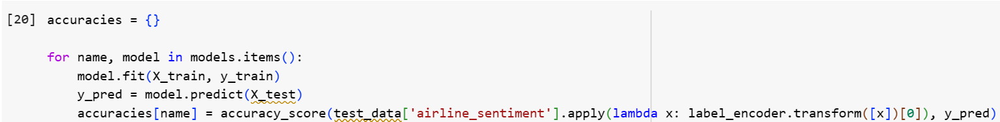 [20] accuracies = {}
for name, model in models.items():
model.fit(X_train, y_train)
y_pred = model.predict(X_test)
accuracies[name] = accuracy_score(test_data['airline_sentiment'].apply(lambda x: label_encoder.transform([x])[0]), y_pred)